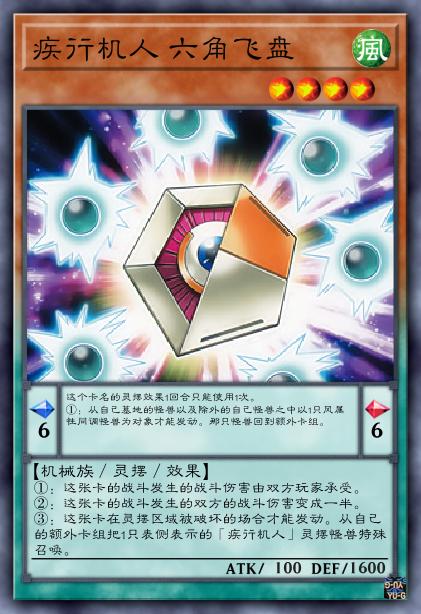 疾行机人 六角飞盘
風
这个卡名的灵摆效果1回合只能使用1次。
①：从自己墓地的怪兽以及除外的自己怪兽之中以1只风属
性同调怪兽为对象才能发动。那只怪兽回到额外卡组。
6
6
【机械族／灵摆／效果】
①：这张卡的战斗发生的战斗伤害由双方玩家承受。
②：这张卡的战斗发生的双方的战斗伤害变成一半。
③：这张卡在灵摆区域被破坏的场合才能发动。从自己
的额外卡组把1只表侧表示的「疾行机人」灵摆怪兽特殊
召唤。
ATK/ 100 DEF/1600